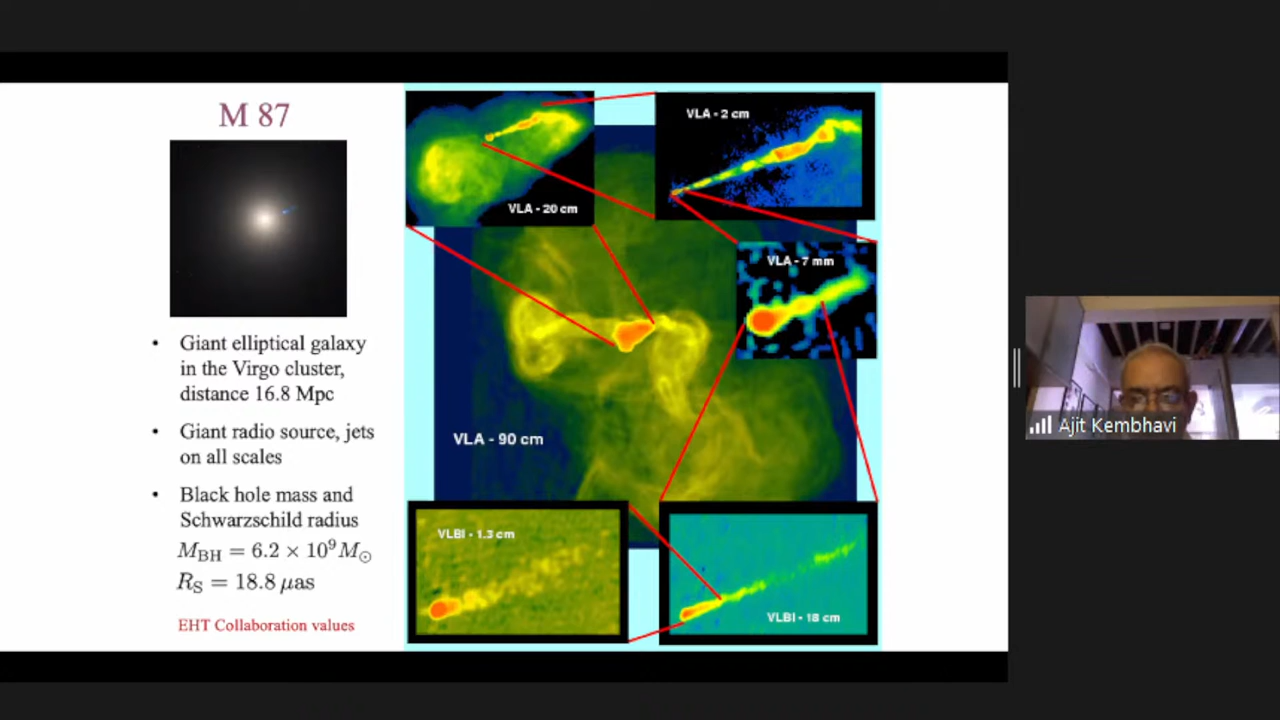 M 87
• Giant elliptical galaxy
in the Virgo cluster,
distance 16.8 Mpc
• Giant radio source, jets
on all scales
• Black hole mass and
Schwarzschild radius
M_BH = 6.2 × 10^9 M_⊙
R_S = 18.8 μas
EHT Collaboration values
VLA - 20 cm
VLA - 2 cm
VLA - 7 mm
VLA - 90 cm
VLBI - 1.3 cm
VLBI - 18 cm
Ajit Kembhavi